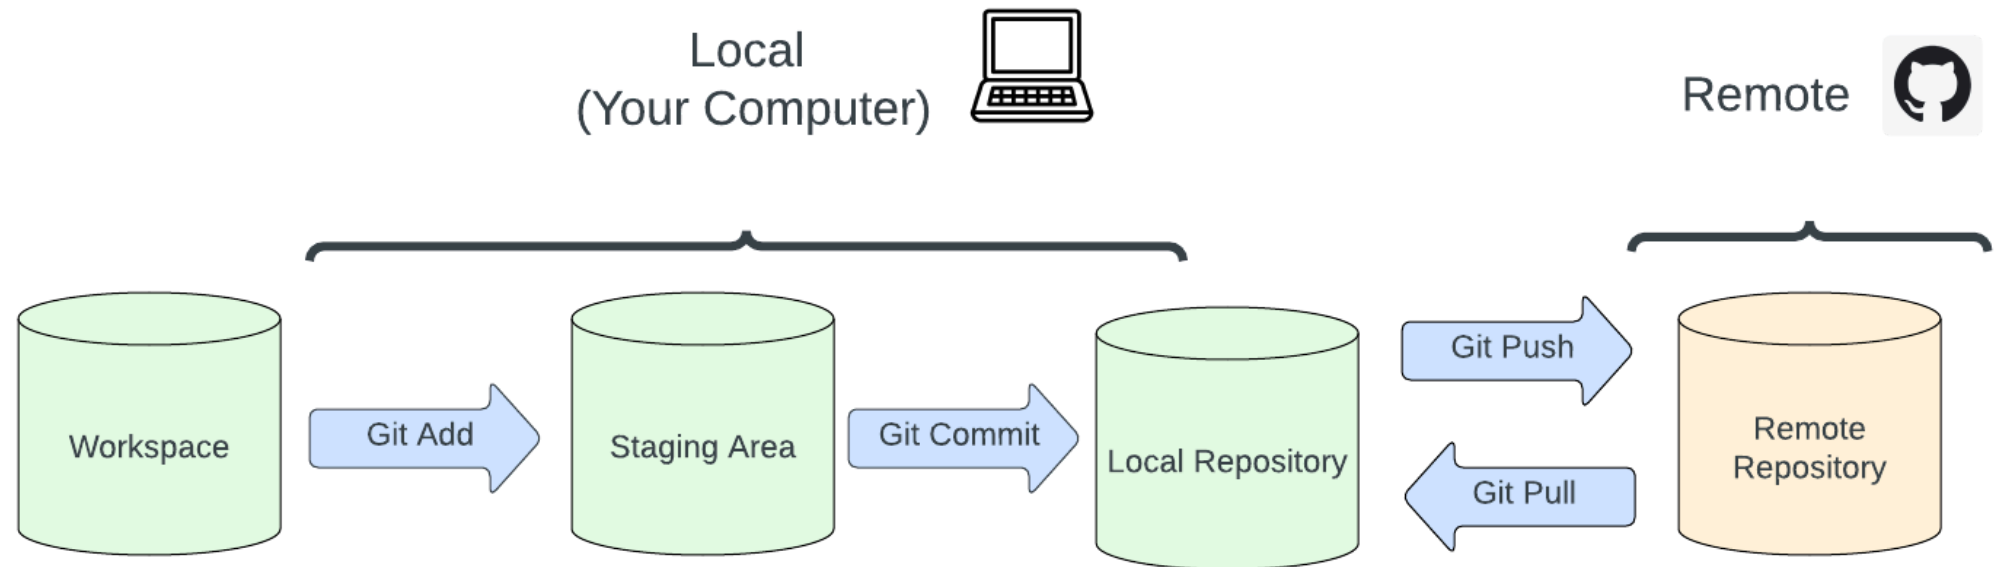 Local
(Your Computer)
Remote
Workspace
Git Add
Staging Area
Git Commit
Local Repository
Git Push
Git Pull
Remote
Repository